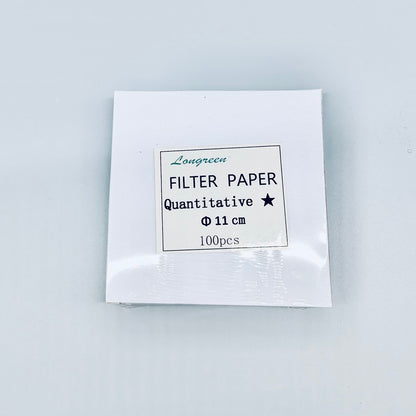 Longreen
FILTER PAPER
Quantitative ★
Φ 11 cm
100pcs